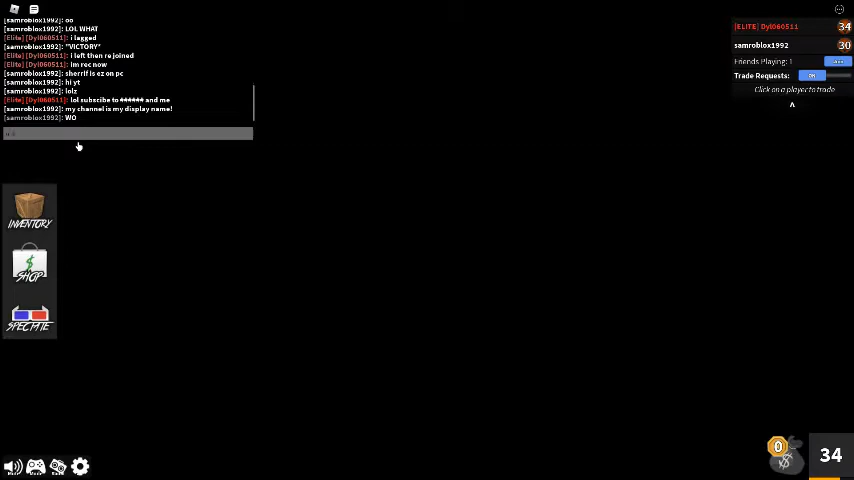 [samroblox1992]: oo
[samroblox1992]: LOL WHAT
[Elite] [Dyl060511]: i lagged
[samroblox1992]: "VICTORY"
[Elite] [Dyl060511]: i left then re joined
[Elite] [Dyl060511]: im rec now
[samroblox1992]: sherrif is ez on pc
[samroblox1992]: hi yt
[samroblox1992]: lolz
[Elite] [Dyl060511]: lol subscibe to ###### and me
[samroblox1992]: my channel is my display name!
[samroblox1992]: WO
INVENTORY
SHOP
SPECTATE
[ELITE] Dyl060511 34
samroblox1992 30
Friends Playing: 1
Trade Requests: ON
Click on a player to trade
0
34